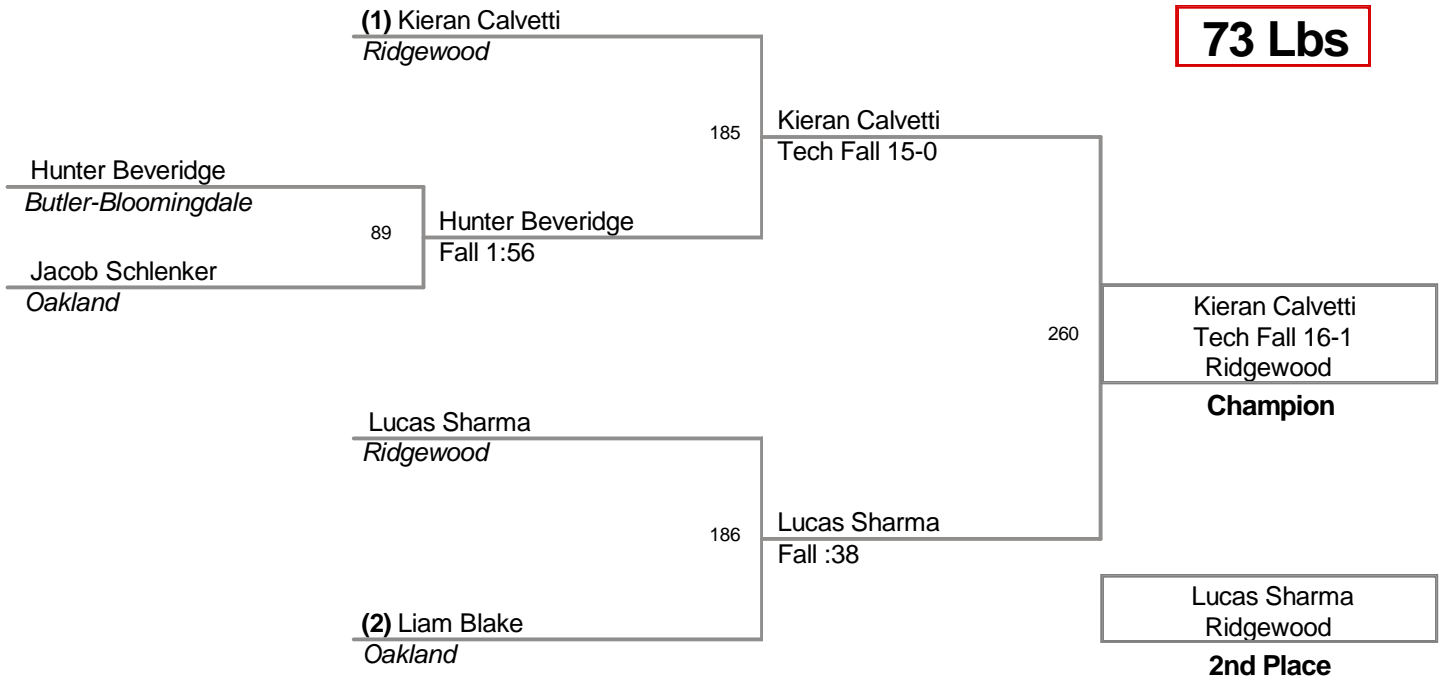 73 Lbs
(1) Kieran Calvetti
Ridgewood
185
Kieran Calvetti
Tech Fall 15-0
Hunter Beveridge
Butler-Bloomingdale
89
Hunter Beveridge
Fall 1:56
Jacob Schlenker
Oakland
260
Kieran Calvetti
Tech Fall 16-1
Ridgewood
Champion
Lucas Sharma
Ridgewood
186
Lucas Sharma
Fall :38
(2) Liam Blake
Oakland
Lucas Sharma
Ridgewood
2nd Place